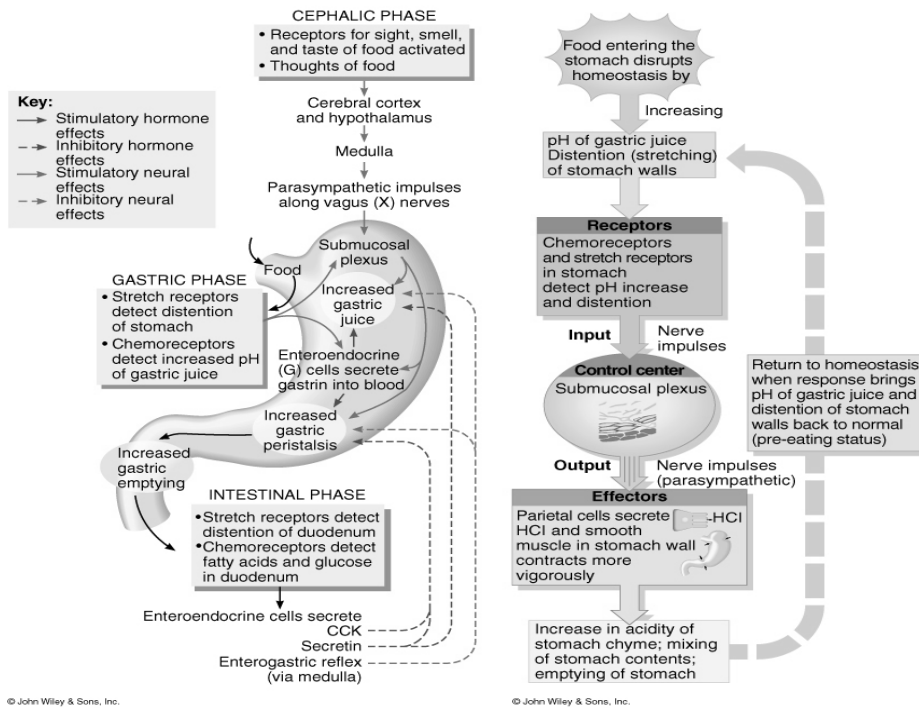 CEPHALIC PHASE
• Receptors for sight, smell,
and taste of food activated
• Thoughts of food
Key:
Stimulatory hormone
effects
Inhibitory hormone
effects
Stimulatory neural
effects
Inhibitory neural
effects
Cerebral cortex
and hypothalamus
Medulla
Parasympathetic impulses
along vagus (X) nerves
Submucosal
plexus
Food
GASTRIC PHASE
• Stretch receptors
detect distention
of stomach
• Chemoreceptors
detect increased pH
of gastric juice
Increased
gastric
juice
Enteroendocrine
(G) cells secrete
gastrin into blood
Increased
gastric
peristalsis
Increased
gastric
emptying
INTESTINAL PHASE
•Stretch receptors detect
distention of duodenum
•Chemoreceptors detect
fatty acids and glucose
in duodenum
Enteroendocrine cells secrete
CCK
Secretin
Enterogastric reflex
(via medulla)
© John Wiley & Sons, Inc.
Food entering the
stomach disrupts
homeostasis by
Increasing
pH of gastric juice
Distention (stretching)
of stomach walls
Receptors
Chemoreceptors
and stretch receptors
in stomach
detect pH increase
and distention
Input
Nerve
impulses
Control center
Submucosal plexus
Output
Nerve impulses
(parasympathetic)
Effectors
Parietal cells secrete
HCl and smooth
muscle in stomach wall
contracts more
vigorously
HCl
Increase in acidity of
stomach chyme; mixing
of stomach contents;
emptying of stomach
Return to homeostasis
when response brings
pH of gastric juice and
distention of stomach
walls back to normal
(pre-eating status)
© John Wiley & Sons, Inc.